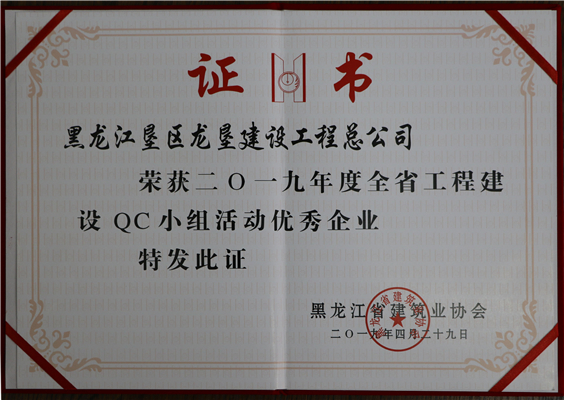 证书
黑龙江垦区龙垦建设工程总公司
荣获二〇一九年度全省工程建
设QC小组活动优秀企业
特发此证
黑龙江省建筑业协会
二〇一九年四月二十九日